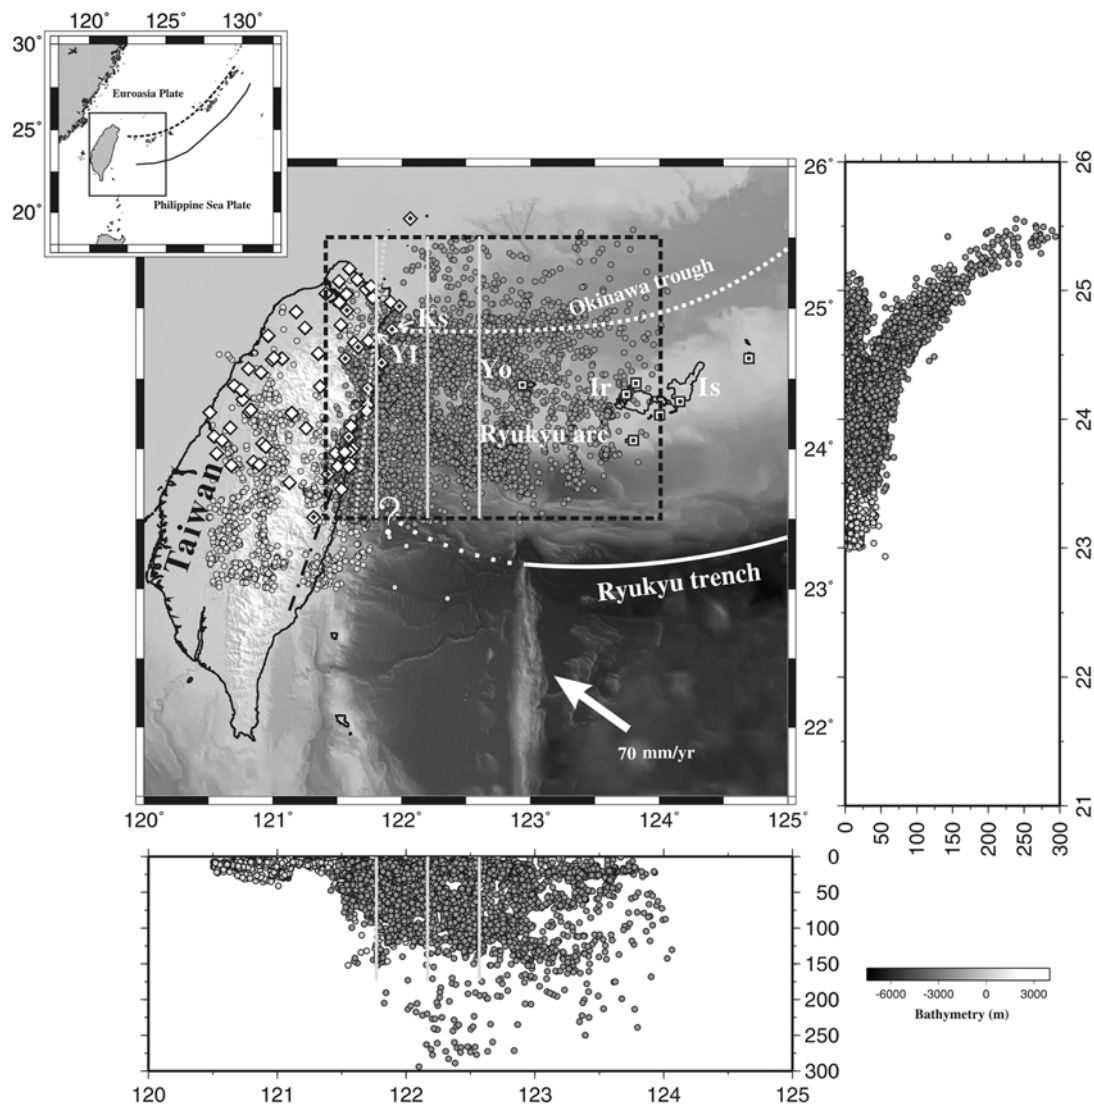 120° 125° 130°
30°
25°
20°
Euroasia Plate
Philippine Sea Plate
26°
25°
24°
23°
22°
120° 121° 122° 123° 124° 125°
Okinawa trough
Ks
YI
Yo
Ir
Is
Ryukyu arc
Taiwan
?
Ryukyu trench
70 mm/yr
26
25
24
23
22
21
0 50 100 150 200 250 300
0
50
100
150
200
250
300
120 121 122 123 124 125
-6000 -3000 0 3000
Bathymetry (m)